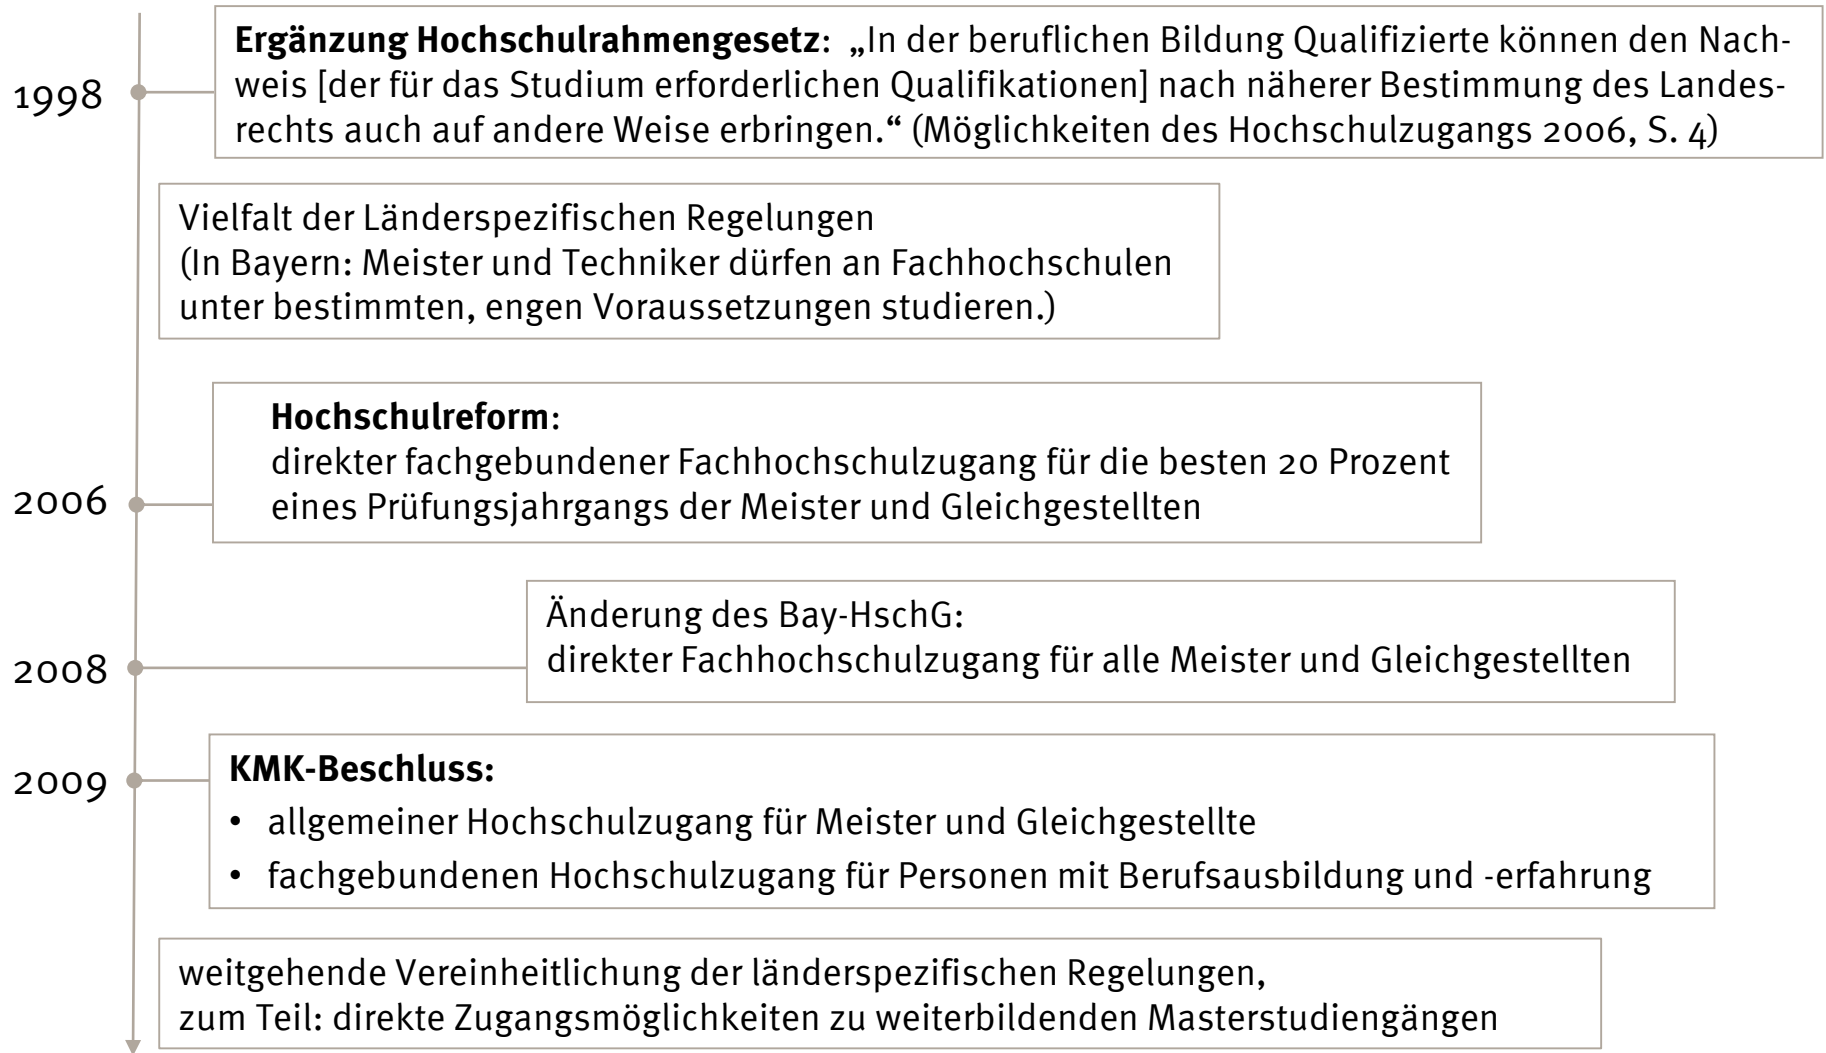 1998
Ergänzung Hochschulrahmengesetz: „In der beruflichen Bildung Qualifizierte können den Nach-
weis [der für das Studium erforderlichen Qualifikationen] nach näherer Bestimmung des Landes-
rechts auch auf andere Weise erbringen.“ (Möglichkeiten des Hochschulzugangs 2006, S. 4)
Vielfalt der Länderspezifischen Regelungen
(In Bayern: Meister und Techniker dürfen an Fachhochschulen
unter bestimmten, engen Voraussetzungen studieren.)
2006
Hochschulreform:
direkter fachgebundener Fachhochschulzugang für die besten 20 Prozent
eines Prüfungsjahrgangs der Meister und Gleichgestellten
2008
Änderung des Bay-HschG:
direkter Fachhochschulzugang für alle Meister und Gleichgestellten
2009
KMK-Beschluss:
• allgemeiner Hochschulzugang für Meister und Gleichgestellte
• fachgebundenen Hochschulzugang für Personen mit Berufsausbildung und -erfahrung
weitgehende Vereinheitlichung der länderspezifischen Regelungen,
zum Teil: direkte Zugangsmöglichkeiten zu weiterbildenden Masterstudiengängen